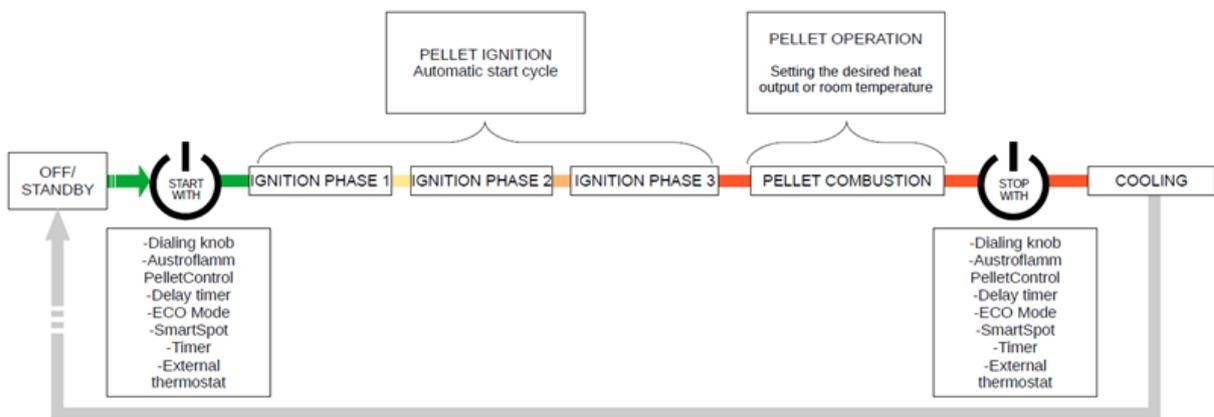 PELLET IGNITION
Automatic start cycle
PELLET OPERATION
Setting the desired heat
output or room temperature
OFF/
STANDBY
START
WITH
IGNITION PHASE 1
IGNITION PHASE 2
IGNITION PHASE 3
PELLET COMBUSTION
STOP
WITH
COOLING
-Dialing knob
-Austroflamm
PelletControl
-Delay timer
-ECO Mode
-SmartSpot
-Timer
-External
thermostat
-Dialing knob
-Austroflamm
PelletControl
-Delay timer
-ECO Mode
-SmartSpot
-Timer
-External
thermostat